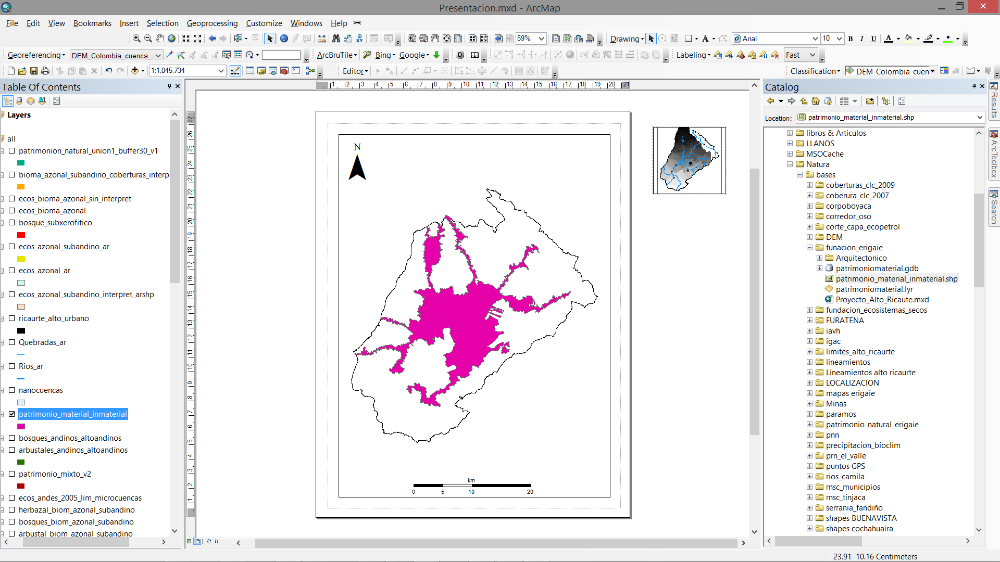 Presentacion.mxd - ArcMap
File Edit View Bookmarks Insert Selection Geoprocessing Customize Windows Help
59% Drawing Arial 10 B I U A
Georeferencing DEM_Colombia_cuenca_ ArcBruTile Bing Google Labeling Fast
1:1,045,734 Editor Classification DEM_Colombia_cuen
Table Of Contents
Layers
all
patrimonion_natural_union1_buffer30_v1
bioma_azonal_subandino_coberturas_interp
ecos_bioma_azonal_sin_interpret
ecos_bioma_azonal
bosque_subxerofitico
ecos_azonal_subandino_ar
ecos_azonal_ar
ecos_azonal_subandino_interpret_arshp
ricaurte_alto_urbano
Quebradas_ar
Rios_ar
nanocuencas
patrimonio_material_inmaterial
bosques_andinos_altoandinos
arbustales_andinos_altoandinos
patrimonio_mixto_v2
ecos_andes_2005_lim_microcuencas
herbazal_biom_azonal_subandino
bosques_biom_azonal_subandino
arbustal_biom_azonal_subandino
1 2 3 4 5 6 7 8 9 10 11 12 13 14 15 16 17 18 19 20 21
27
26
25
24
23
22
21
20
19
18
17
16
15
14
13
12
11
10
9
8
7
6
5
4
3
2
1
N
km
0 5 10 20
Catalog
Location: patrimonio_material_inmaterial.shp
libros & Articulos
LLANOS
MSOCache
Natura
bases
coberturas_clc_2009
coberura_clc_2007
corpoboyaca
corredor_oso
corte_capa_ecopetrol
DEM
funacion_erigaie
Arquitectonico
patrimoniomaterial.gdb
patrimonio_material_inmaterial.shp
patrimoniomaterial.lyr
Proyecto_Alto_Ricaute.mxd
fundacion_ecosistemas_secos
FURATENA
iavh
igac
limites_alto_ricaurte
lineamientos
Lineamientos alto ricaurte
LOCALIZACION
mapas erigaie
Minas
paramos
patrimonio_natural_erigaie
pnn
precipitacion_bioclim
prn_el_valle
puntos GPS
rios_camila
rnsc_municipios
rnsc_tinjaca
serrania_fandiño
shapes BUENAVISTA
shapes cochahuaira
Results
ArcToolbox
Search
23.91 10.16 Centimeters